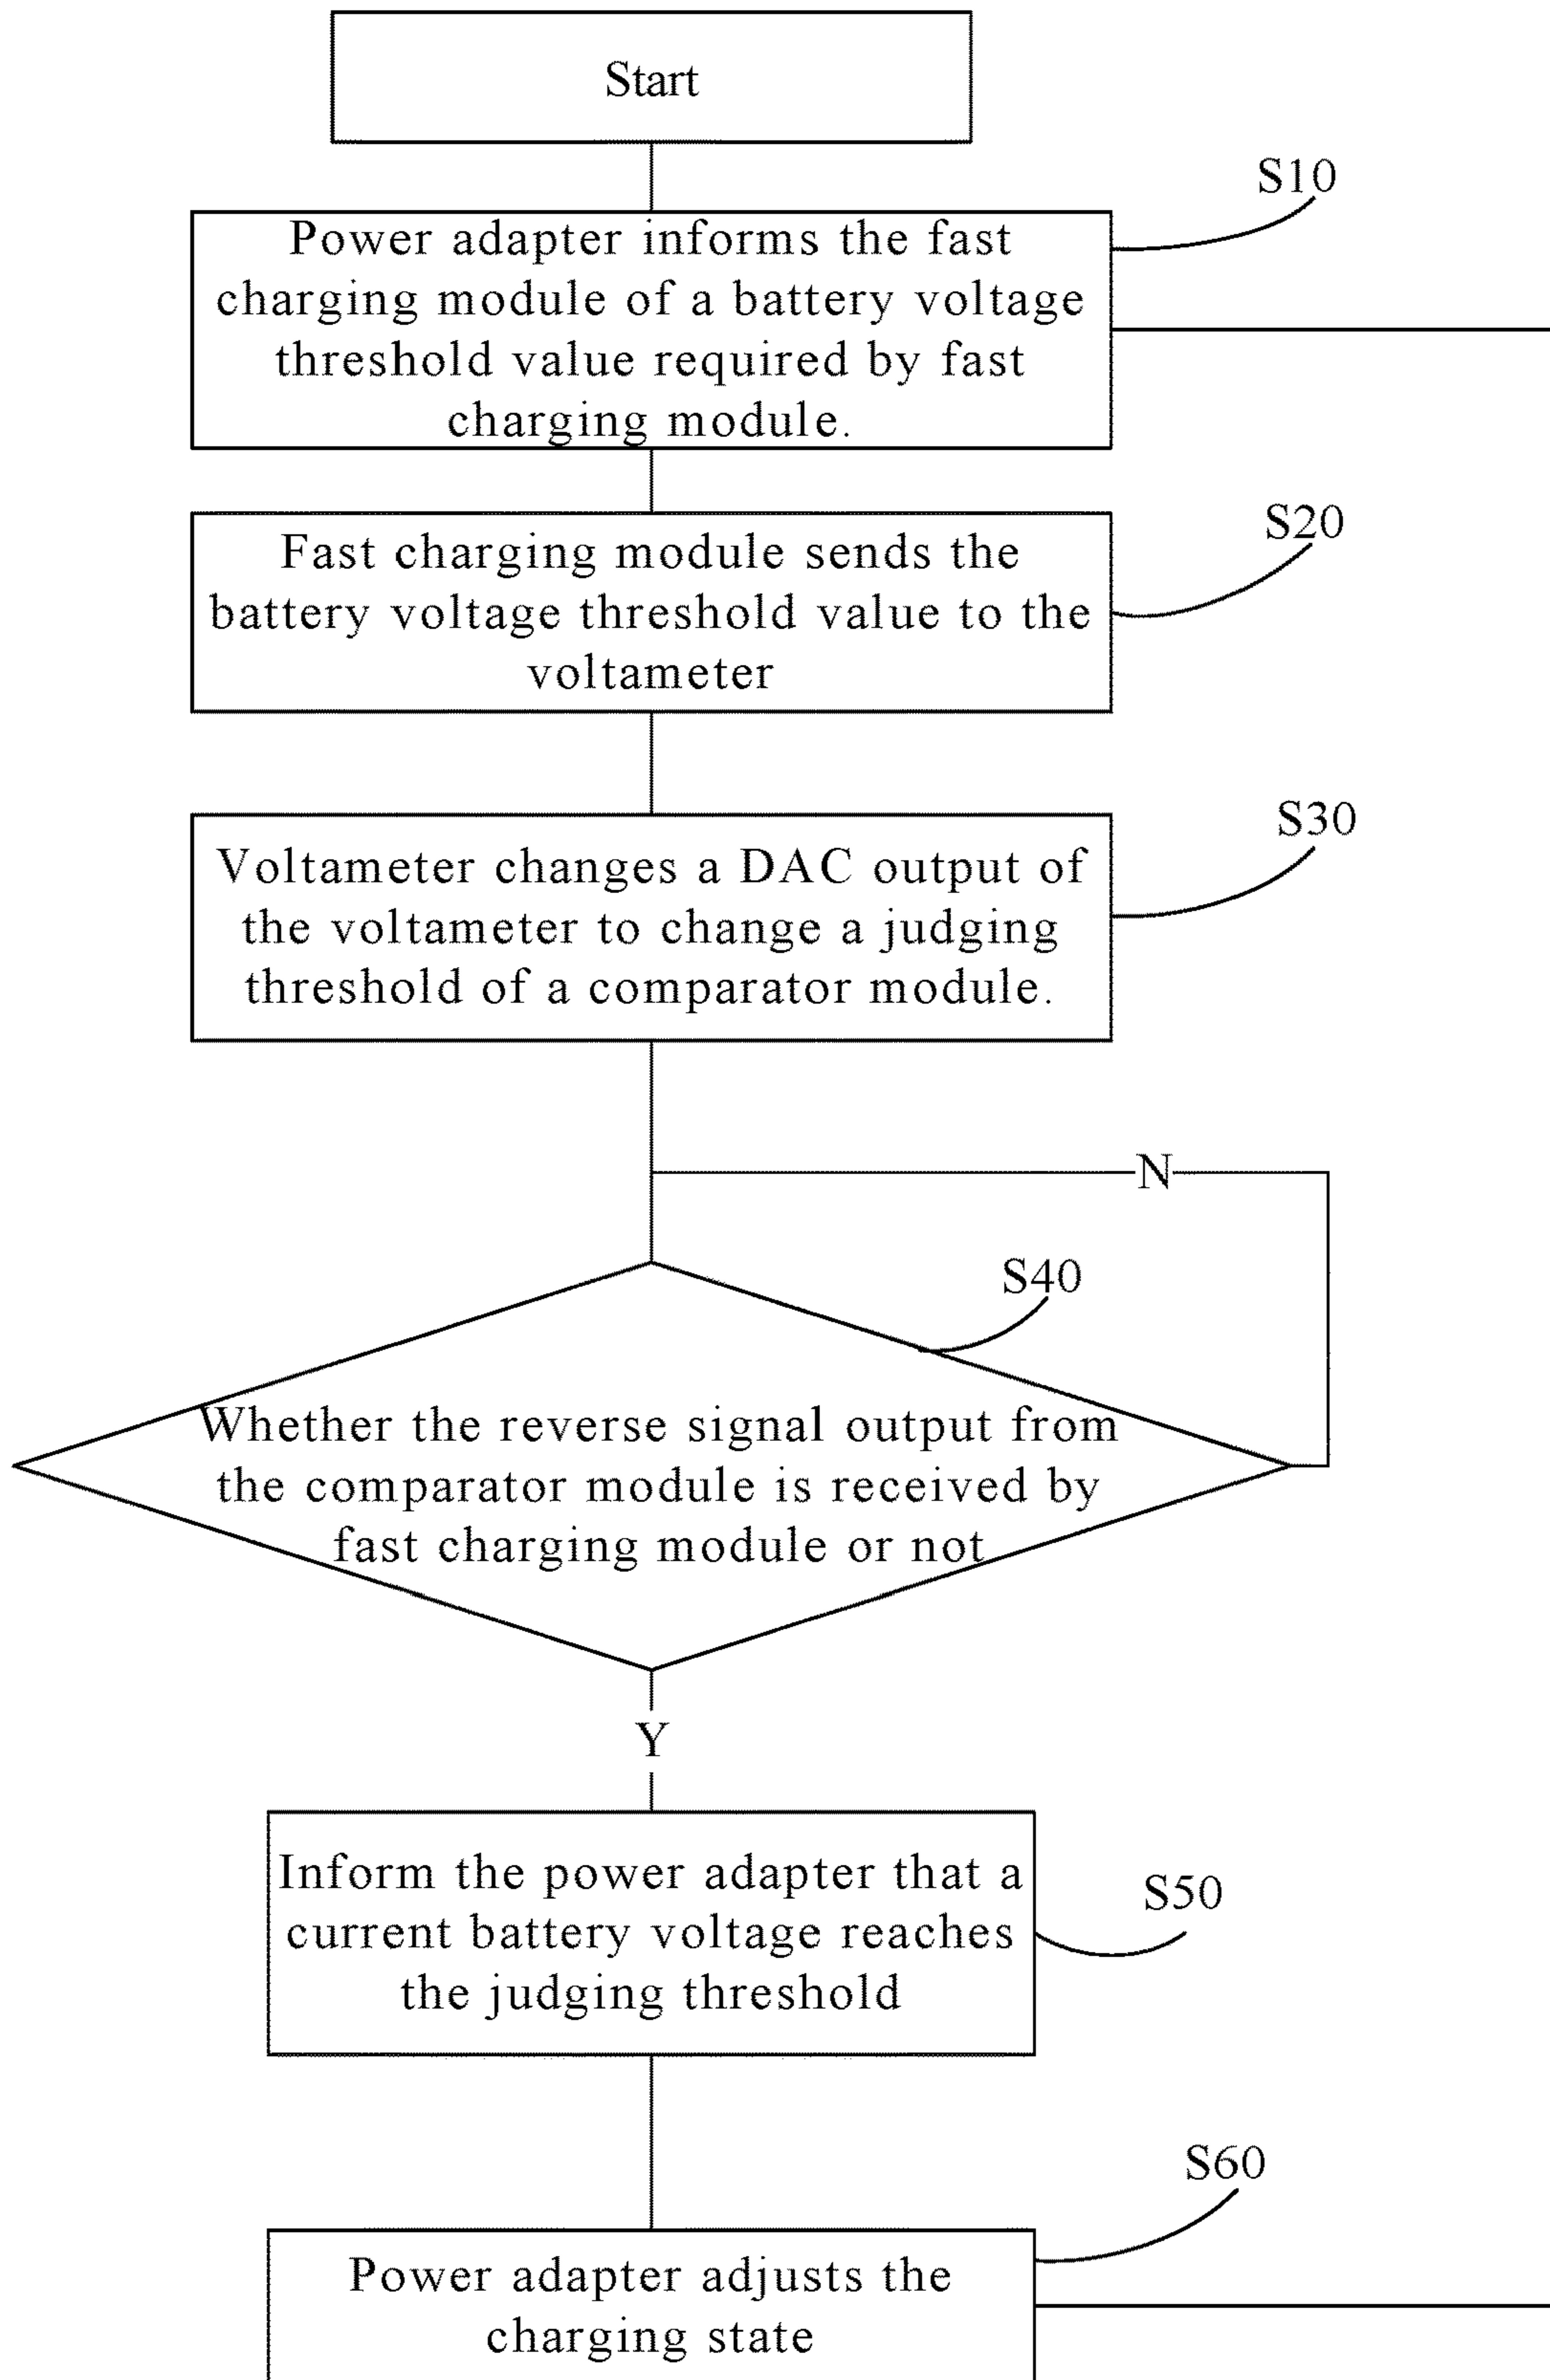 Start
S10
Power adapter informs the fast
charging module of a battery voltage
threshold value required by fast
charging module.
S20
Fast charging module sends the
battery voltage threshold value to the
voltameter
S30
Voltameter changes a DAC output of
the voltameter to change a judging
threshold of a comparator module.
N
S40
Whether the reverse signal output from
the comparator module is received by
fast charging module or not
Y
Inform the power adapter that a
current battery voltage reaches
the judging threshold
S50
S60
Power adapter adjusts the
charging state